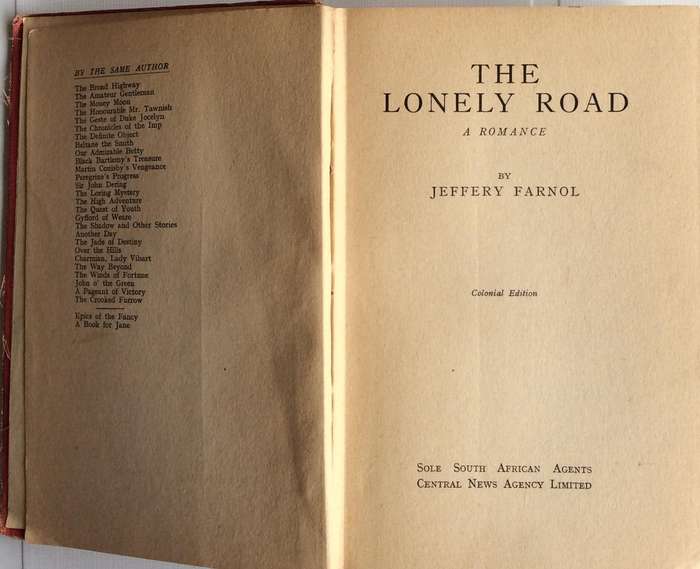 BY THE SAME AUTHOR
The Broad Highway
The Amateur Gentleman
The Money Moon
The Honourable Mr. Tawnish
The Geste of Duke Jocelyn
The Chronicles of the Imp
The Definite Object
Beltane the Smith
Our Admirable Betty
Black Bartlemy's Treasure
Martin Conisby's Vengeance
Peregrine's Progress
Sir John Dering
The Loring Mystery
The High Adventure
The Quest of Youth
Gyfford of Weare
The Shadow and Other Stories
Another Day
The Jade of Destiny
Over the Hills
Charmian, Lady Vibart
The Way Beyond
The Winds of Fortune
John o' the Green
A Pageant of Victory
The Crooked Furrow
Epics of the Fancy
A Book for Jane
THE
LONELY ROAD
A ROMANCE
BY
JEFFERY FARNOL
Colonial Edition
SOLE SOUTH AFRICAN AGENTS
CENTRAL NEWS AGENCY LIMITED